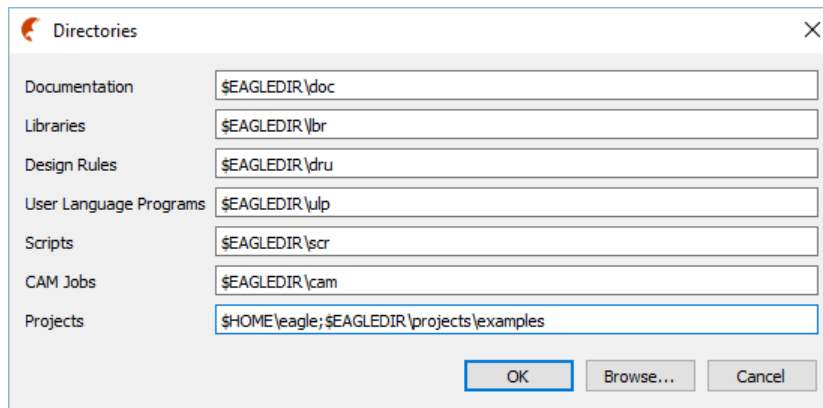 Directories
Documentation $EAGLEDIR\doc
Libraries $EAGLEDIR\lbr
Design Rules $EAGLEDIR\dru
User Language Programs $EAGLEDIR\ulp
Scripts $EAGLEDIR\scr
CAM Jobs $EAGLEDIR\cam
Projects $HOME\eagle;$EAGLEDIR\projects\examples
OK Browse... Cancel